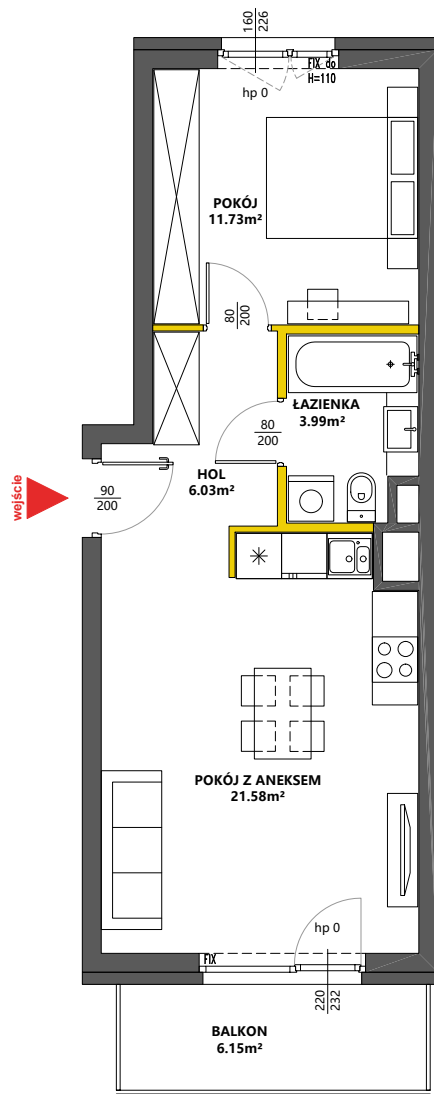 160
226
FIX do
H=110
hp 0
POKÓJ
11.73m²
80
200
ŁAZIENKA
3.99m²
80
200
HOL
6.03m²
wejście
90
200
POKÓJ Z ANEKSEM
21.58m²
hp 0
FIX
220
232
BALKON
6.15m²